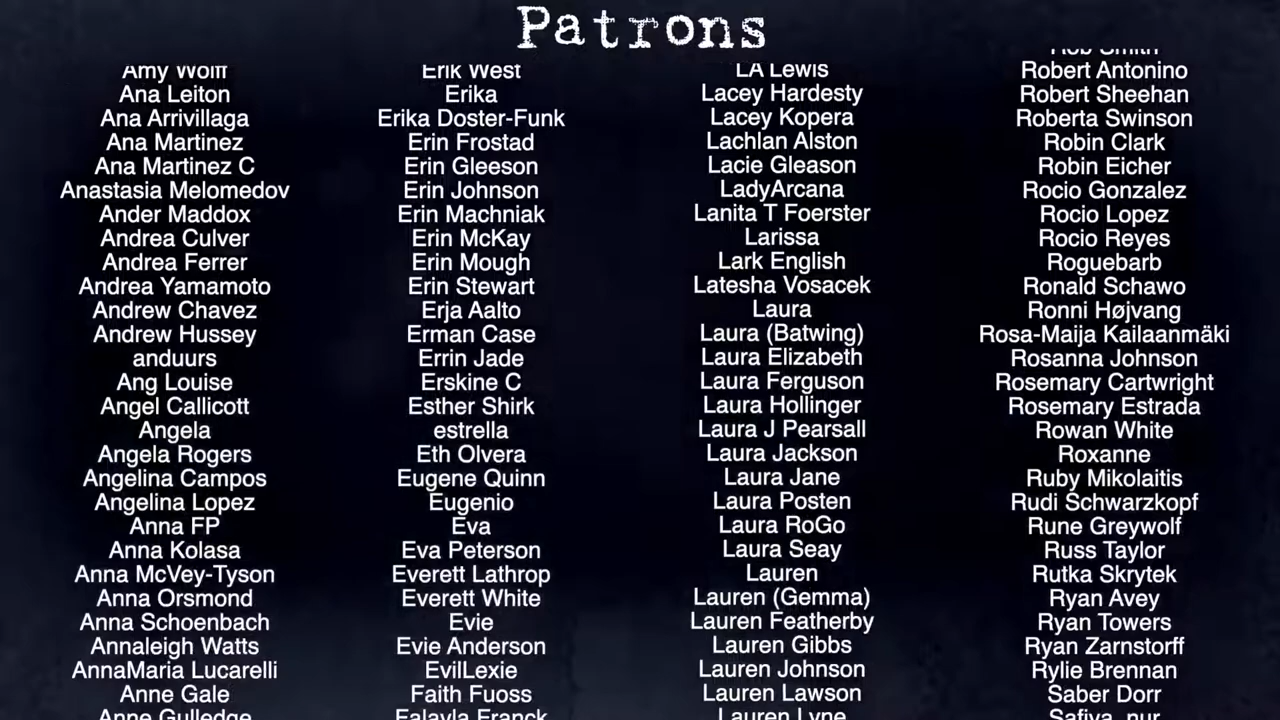 Patrons
Amy Wolff
Ana Leiton
Ana Arrivillaga
Ana Martinez
Ana Martinez C
Anastasia Melomedov
Ander Maddox
Andrea Culver
Andrea Ferrer
Andrea Yamamoto
Andrew Chavez
Andrew Hussey
anduurs
Ang Louise
Angel Callicott
Angela
Angela Rogers
Angelina Campos
Angelina Lopez
Anna FP
Anna Kolasa
Anna McVey-Tyson
Anna Orsmond
Anna Schoenbach
Annaleigh Watts
AnnaMaria Lucarelli
Anne Gale
Anne Gulledge
Erik West
Erika
Erika Doster-Funk
Erin Frostad
Erin Gleeson
Erin Johnson
Erin Machniak
Erin McKay
Erin Mough
Erin Stewart
Erja Aalto
Erman Case
Errin Jade
Erskine C
Esther Shirk
estrella
Eth Olvera
Eugene Quinn
Eugenio
Eva
Eva Peterson
Everett Lathrop
Everett White
Evie
Evie Anderson
EvilLexie
Faith Fuoss
Falayla Franck
LA Lewis
Lacey Hardesty
Lacey Kopera
Lachlan Alston
Lacie Gleason
LadyArcana
Lanita T Foerster
Larissa
Lark English
Latesha Vosacek
Laura
Laura (Batwing)
Laura Elizabeth
Laura Ferguson
Laura Hollinger
Laura J Pearsall
Laura Jackson
Laura Jane
Laura Posten
Laura RoGo
Laura Seay
Lauren
Lauren (Gemma)
Lauren Featherby
Lauren Gibbs
Lauren Johnson
Lauren Lawson
Lauren Lyne
Rob Smith
Robert Antonino
Robert Sheehan
Roberta Swinson
Robin Clark
Robin Eicher
Rocio Gonzalez
Rocio Lopez
Rocio Reyes
Roguebarb
Ronald Schawo
Ronni Højvang
Rosa-Maija Kailaanmäki
Rosanna Johnson
Rosemary Cartwright
Rosemary Estrada
Rowan White
Roxanne
Ruby Mikolaitis
Rudi Schwarzkopf
Rune Greywolf
Russ Taylor
Rutka Skrytek
Ryan Avey
Ryan Towers
Ryan Zarnstorff
Rylie Brennan
Saber Dorr